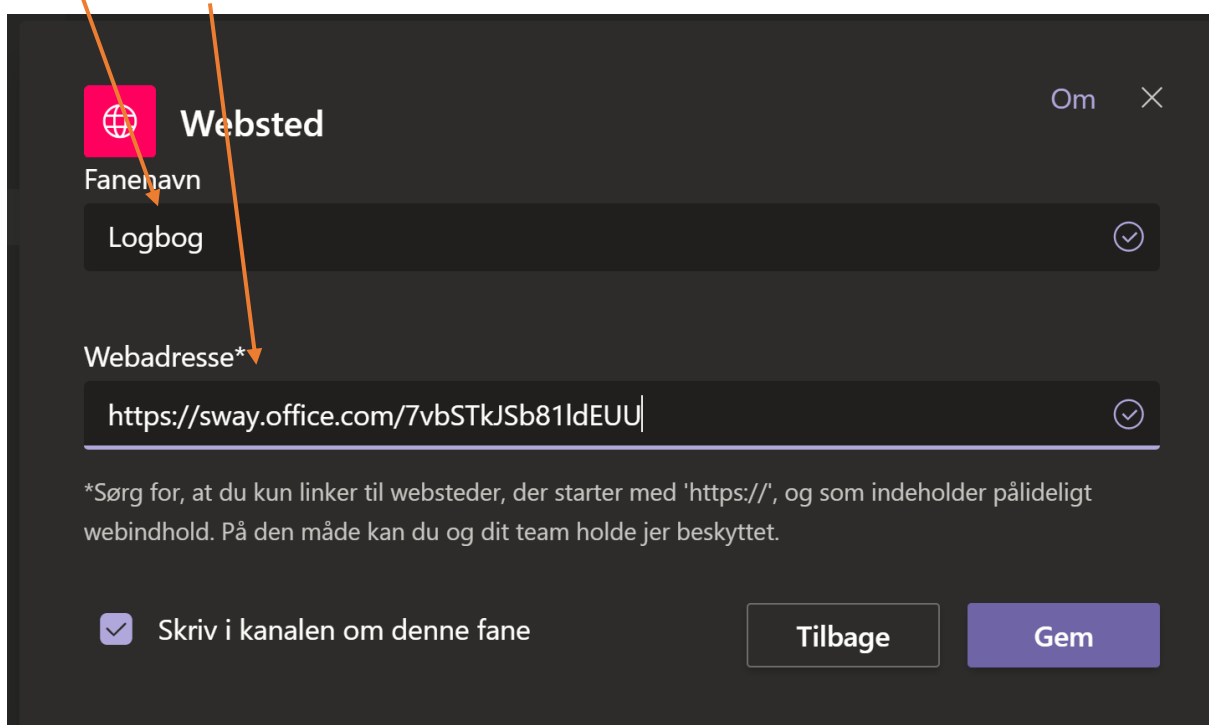 Om
Websted
Fanenavn
Logbog
Webadresse*
https://sway.office.com/7vbSTkJSb81ldEUU
*Sørg for, at du kun linker til websteder, der starter med 'https://', og som indeholder pålideligt
webindhold. På den måde kan du og dit team holde jer beskyttet.
Skriv i kanalen om denne fane
Tilbage
Gem